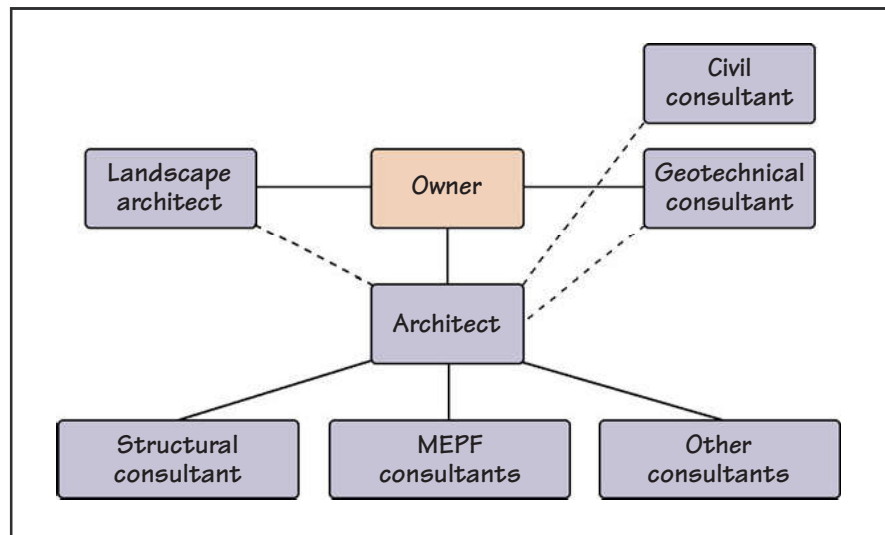 Civil
consultant
Landscape
architect
Owner
Geotechnical
consultant
Architect
Structural
consultant
MEPF
consultants
Other
consultants